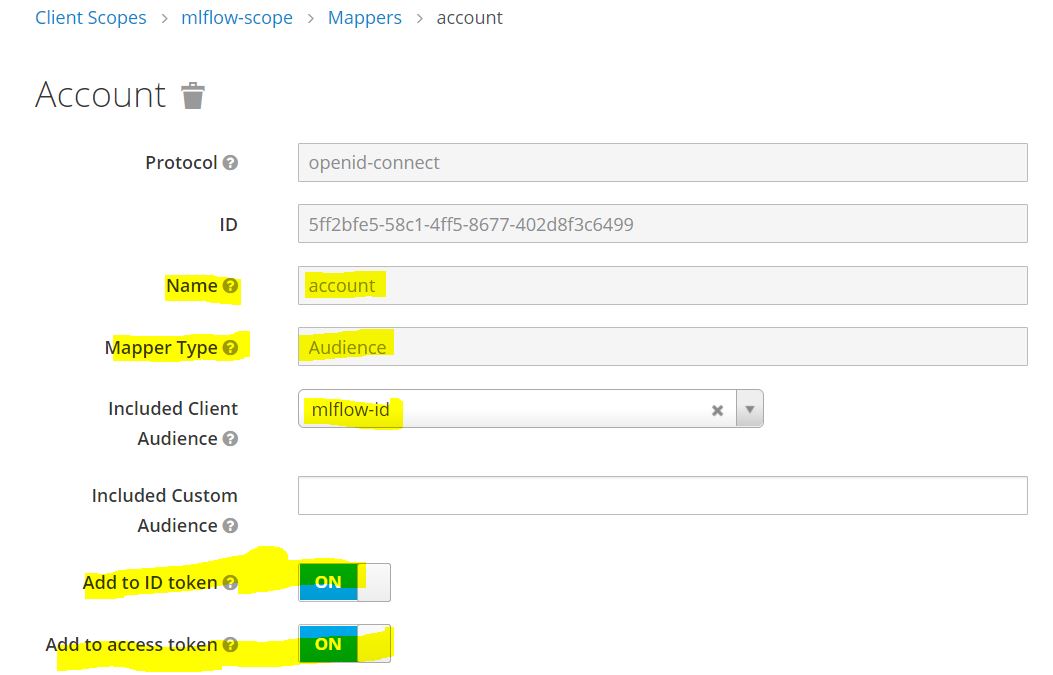 Client Scopes > mlflow-scope > Mappers > account
Account
Protocol openid-connect
ID 5ff2bfe5-58c1-4ff5-8677-402d8f3c6499
Name account
Mapper Type Audience
Included Client
Audience
mlflow-id
Included Custom
Audience
Add to ID token ON
Add to access token ON